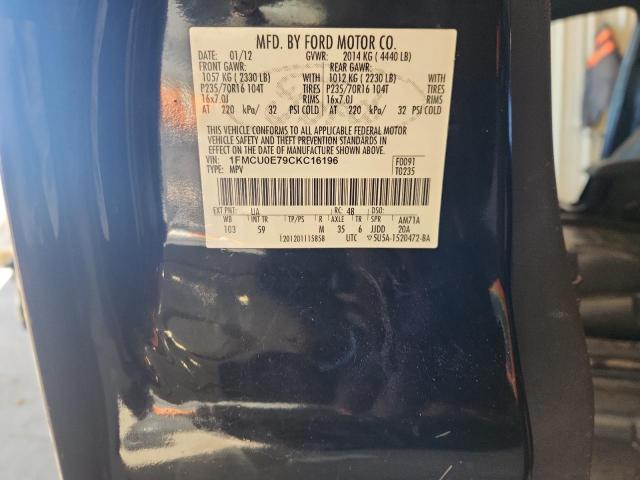 MFD. BY FORD MOTOR CO.
DATE: 01/12 GVWR: 2014 KG (4440 LB)
FRONT GAWR: REAR GAWR:
1057 KG (2330 LB) WITH 1012 KG (2230 LB) WITH
P235/70R16 104T TIRES P235/70R16 104T TIRES
16x7.0J RIMS 16x7.0J RIMS
AT 220 kPa/ 32 PSI COLD AT 220 kPa/ 32 PSI COLD
THIS VEHICLE CONFORMS TO ALL APPLICABLE FEDERAL MOTOR
VEHICLE SAFETY AND THEFT PREVENTION STANDARDS IN
EFFECT ON THE DATE OF MANUFACTURE SHOWN ABOVE.
VIN: 1FMCU0E79CKC16196 F0091
TYPE: MPV T0235
EXT PNT: UA RC: 48 DSO:
WB INT TR TP/PS R AXLE TR SPR AM71A
103 59 M 35 6 JJDD 20A
UTC 5U5A-1520472-BA